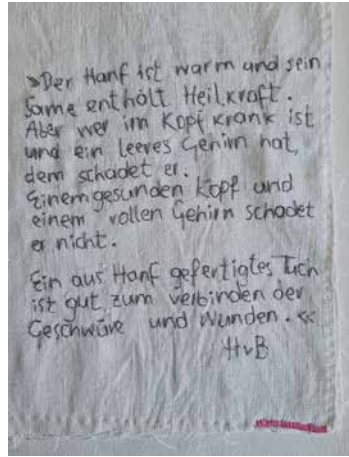 »Der Hanf ist warm und sein
Same enthält Heilkraft.
Aber wer im Kopf krank ist
und ein leeres Gehirn hat,
dem schadet er.
Einem gesunden Kopf und
einem vollen Gehirn schadet
er nicht.
Ein aus Hanf gefertigtes Tuch
ist gut zum verbinden der
Geschwüre und Wunden.«
HvB